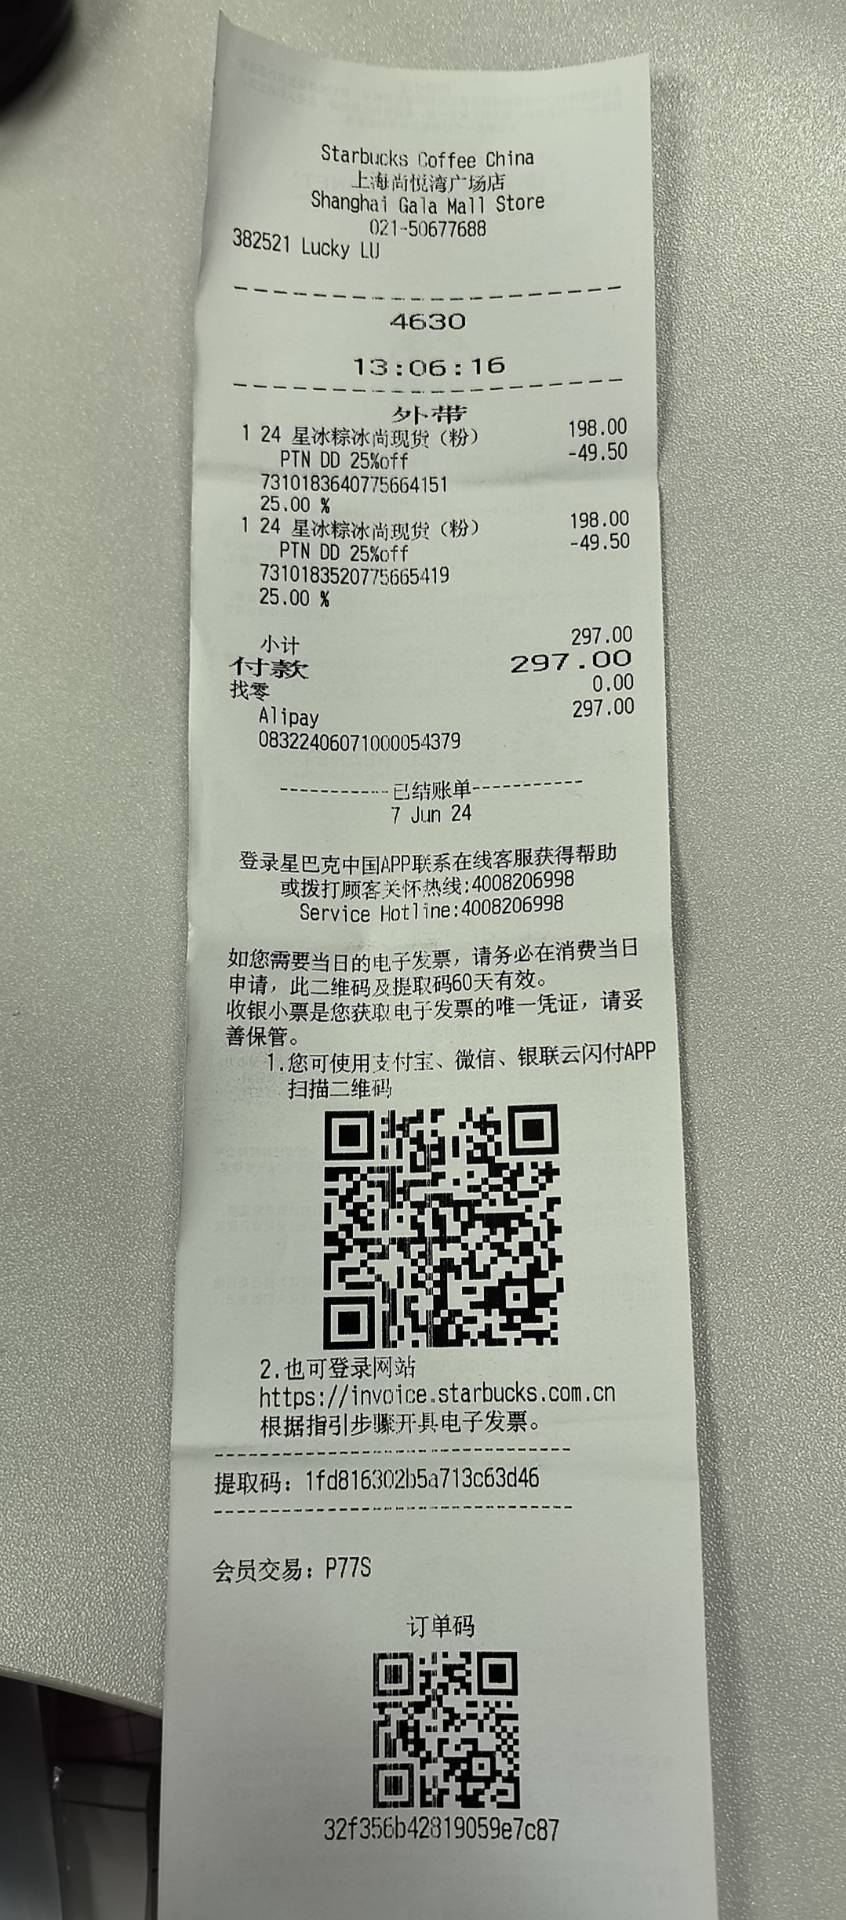 Starbucks Coffee China
上海尚悦湾广场店
Shanghai Gala Mall Store
021-50677688
382521 Lucky LU
4630
13:06:16
外带
1 24 星冰粽冰尚现货（粉） 198.00
PTN DD 25%off -49.50
7310183640775664151
25.00 %
1 24 星冰粽冰尚现货（粉） 198.00
PTN DD 25%off -49.50
7310183520775665419
25.00 %
小计 297.00
付款 297.00
找零 0.00
Alipay 297.00
08322406071000054379
-----------已结账单-----------
7 Jun 24
登录星巴克中国APP联系在线客服获得帮助
或拨打顾客关怀热线:4008206998
Service Hotline:4008206998
如您需要当日的电子发票，请务必在消费当日
申请，此二维码及提取码60天有效。
收银小票是您获取电子发票的唯一凭证，请妥
善保管。
1.您可使用支付宝、微信、银联云闪付APP
扫描二维码
2.也可登录网站
https://invoice.starbucks.com.cn
根据指引步骤开具电子发票。
提取码：1fd816302b5a713c63d46
会员交易：P77S
订单码
32f356b42819059e7c87